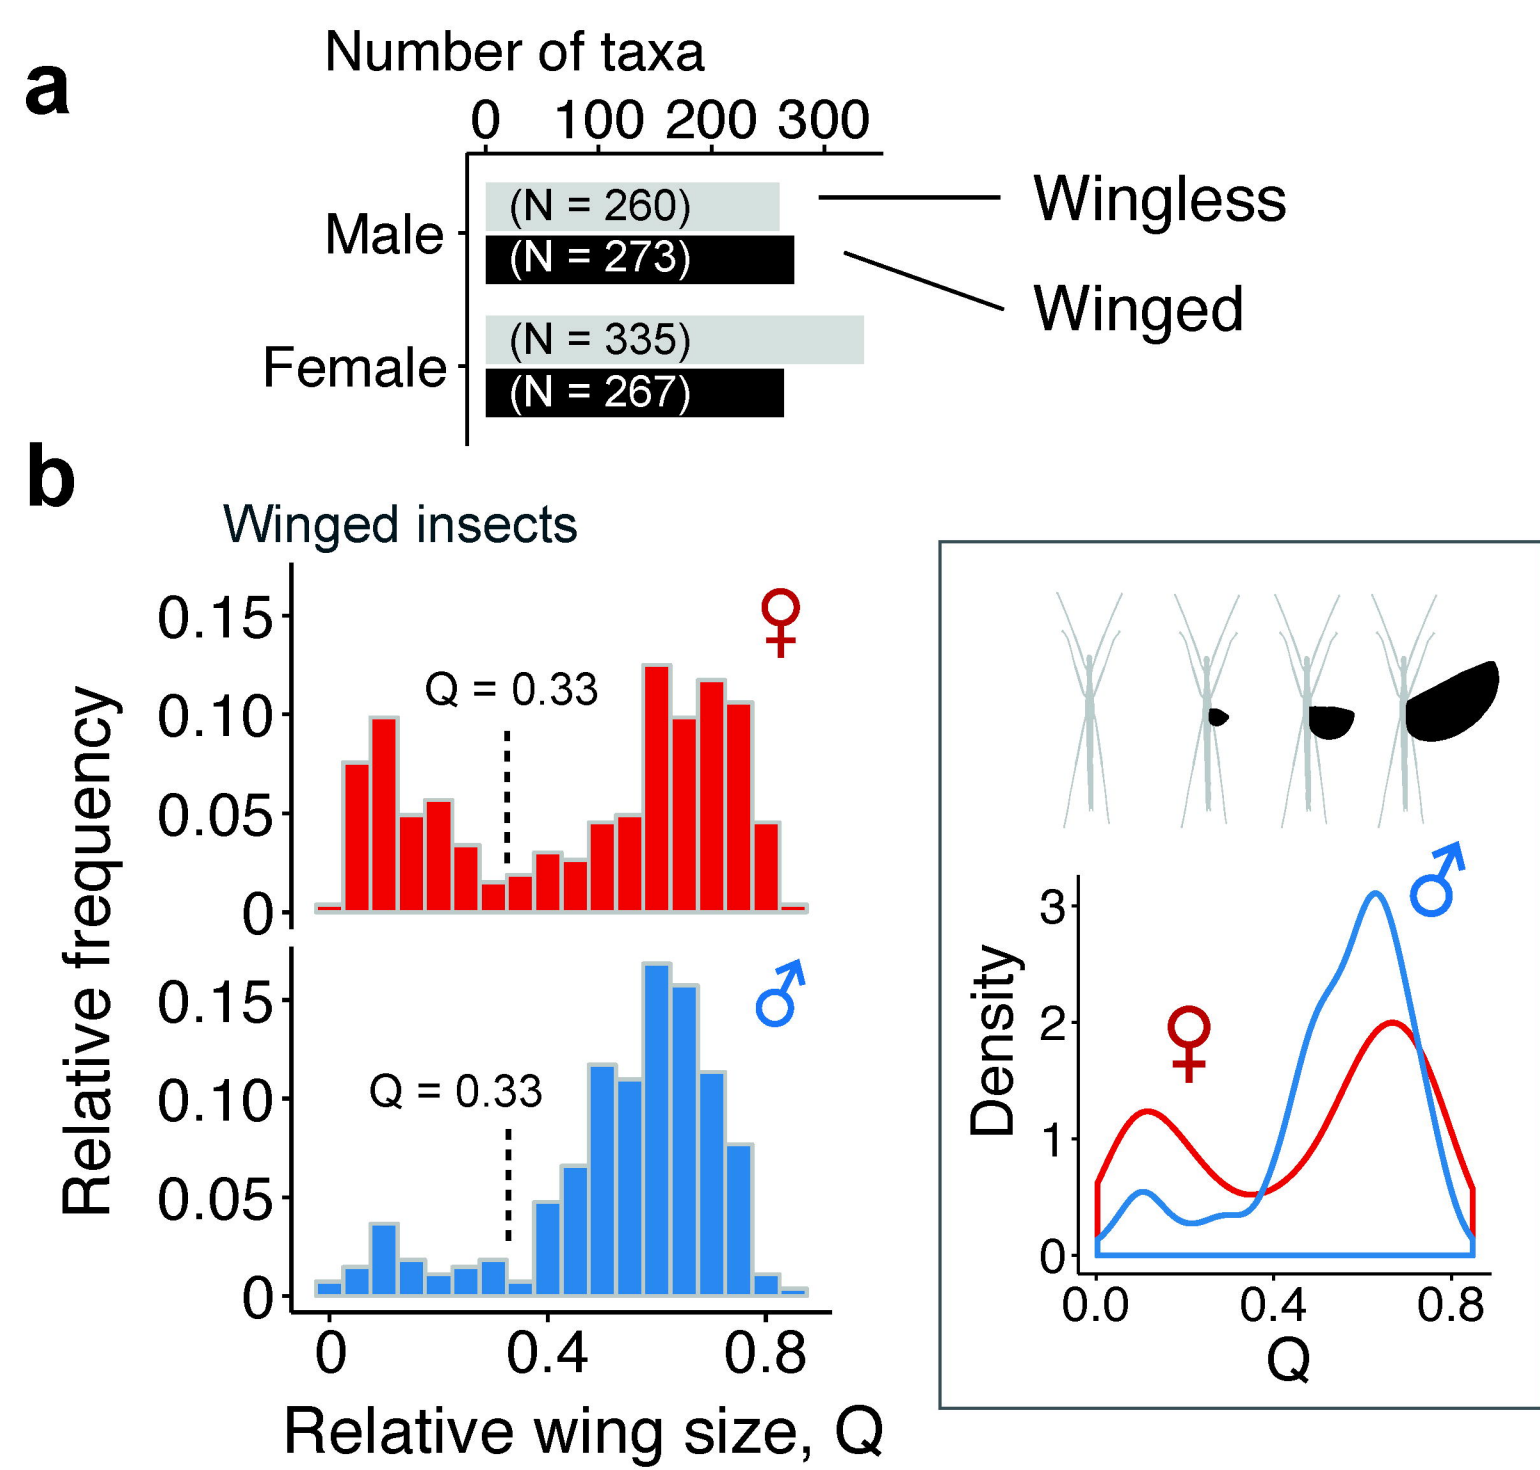 a
Number of taxa
0 100 200 300
Male
(N = 260)
(N = 273)
Wingless
Winged
Female
(N = 335)
(N = 267)
b
Winged insects
Relative frequency
0.15
0.10
0.05
0
Q = 0.33
♀
0.15
0.10
0.05
0
Q = 0.33
♂
0 0.4 0.8
Relative wing size, Q
Density
3
2
1
0
♀
♂
0.0 0.4 0.8
Q